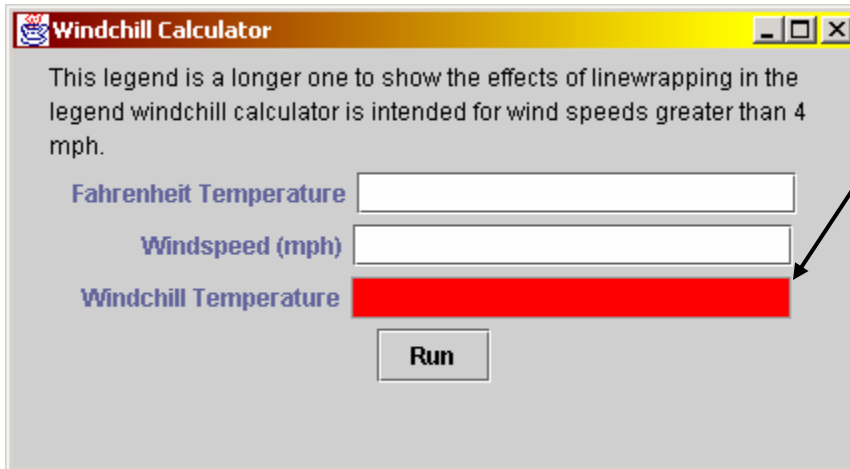 Windchill Calculator
This legend is a longer one to show the effects of linewrapping in the
legend windchill calculator is intended for wind speeds greater than 4
mph.
Fahrenheit Temperature
Windspeed (mph)
Windchill Temperature
Run